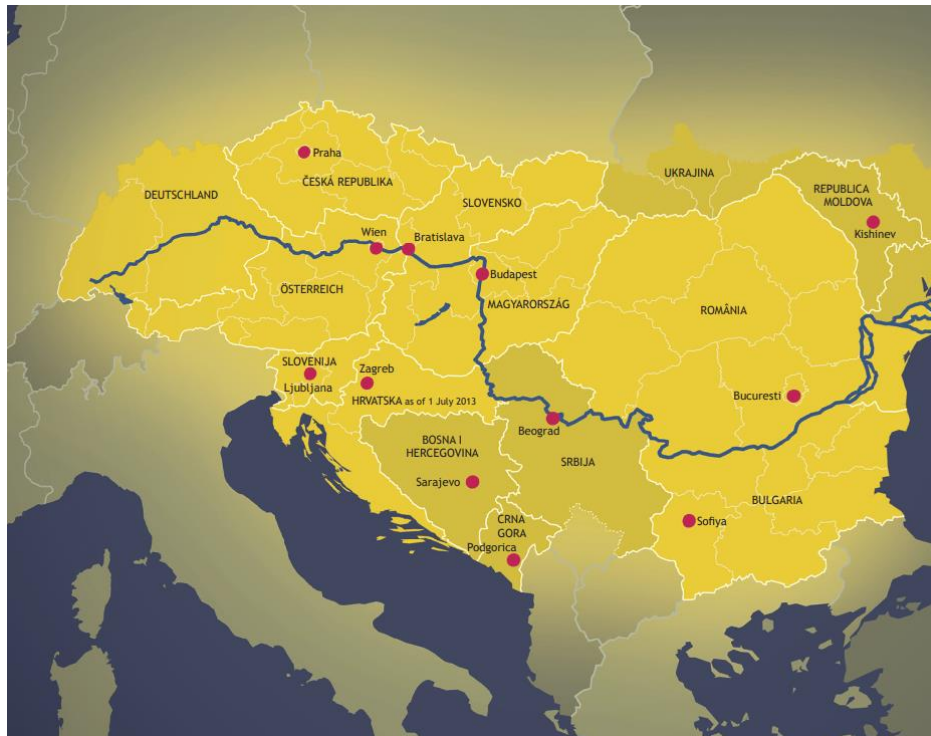 Praha
ČESKÁ REPUBLIKA
DEUTSCHLAND
SLOVENSKO
UKRAJINA
REPUBLICA
MOLDOVA
Kishinev
Wien
Bratislava
Budapest
ÖSTERREICH
MAGYARORSZÁG
ROMÂNIA
SLOVENIJA
Ljubljana
Zagreb
HRVATSKA as of 1 July 2013
Bucuresti
Beograd
BOSNA I
HERCEGOVINA
Sarajevo
SRBIJA
BULGARIA
Sofiya
CRNA
GORA
Podgorica